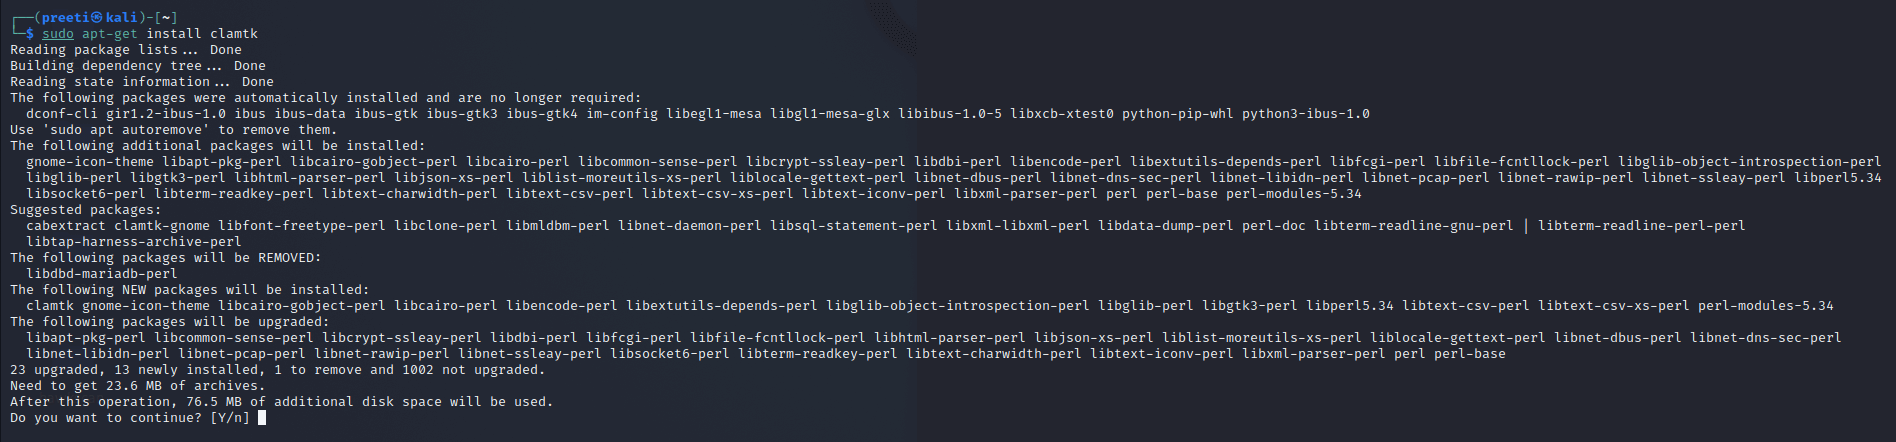 ┌──(preeti㉿kali)-[~]
└─$ sudo apt-get install clamtk
Reading package lists... Done
Building dependency tree... Done
Reading state information... Done
The following packages were automatically installed and are no longer required:
  dconf-cli gir1.2-ibus-1.0 ibus ibus-data ibus-gtk ibus-gtk3 ibus-gtk4 im-config libegl1-mesa libgl1-mesa-glx libibus-1.0-5 libxcb-xtest0 python-pip-whl python3-ibus-1.0
Use 'sudo apt autoremove' to remove them.
The following additional packages will be installed:
  gnome-icon-theme libapt-pkg-perl libcairo-gobject-perl libcairo-perl libcommon-sense-perl libcrypt-ssleay-perl libdbi-perl libencode-perl libextutils-depends-perl libfcgi-perl libfile-fcntllock-perl libglib-object-introspection-perl
  libglib-perl libgtk3-perl libhtml-parser-perl libjson-xs-perl liblist-moreutils-xs-perl liblocale-gettext-perl libnet-dbus-perl libnet-dns-sec-perl libnet-libidn-perl libnet-pcap-perl libnet-rawip-perl libnet-ssleay-perl libperl5.34
  libsocket6-perl libterm-readkey-perl libtext-charwidth-perl libtext-csv-perl libtext-csv-xs-perl libtext-iconv-perl libxml-parser-perl perl perl-base perl-modules-5.34
Suggested packages:
  cabextract clamtk-gnome libfont-freetype-perl libclone-perl libmldbm-perl libnet-daemon-perl libsql-statement-perl libxml-libxml-perl libdata-dump-perl perl-doc libterm-readline-gnu-perl | libterm-readline-perl-perl
  libtap-harness-archive-perl
The following packages will be REMOVED:
  libdbd-mariadb-perl
The following NEW packages will be installed:
  clamtk gnome-icon-theme libcairo-gobject-perl libcairo-perl libencode-perl libextutils-depends-perl libglib-object-introspection-perl libglib-perl libgtk3-perl libperl5.34 libtext-csv-perl libtext-csv-xs-perl perl-modules-5.34
The following packages will be upgraded:
  libapt-pkg-perl libcommon-sense-perl libcrypt-ssleay-perl libdbi-perl libfcgi-perl libfile-fcntllock-perl libhtml-parser-perl libjson-xs-perl liblist-moreutils-xs-perl liblocale-gettext-perl libnet-dbus-perl libnet-dns-sec-perl
  libnet-libidn-perl libnet-pcap-perl libnet-rawip-perl libnet-ssleay-perl libsocket6-perl libterm-readkey-perl libtext-charwidth-perl libtext-iconv-perl libxml-parser-perl perl perl-base
23 upgraded, 13 newly installed, 1 to remove and 1002 not upgraded.
Need to get 23.6 MB of archives.
After this operation, 76.5 MB of additional disk space will be used.
Do you want to continue? [Y/n]